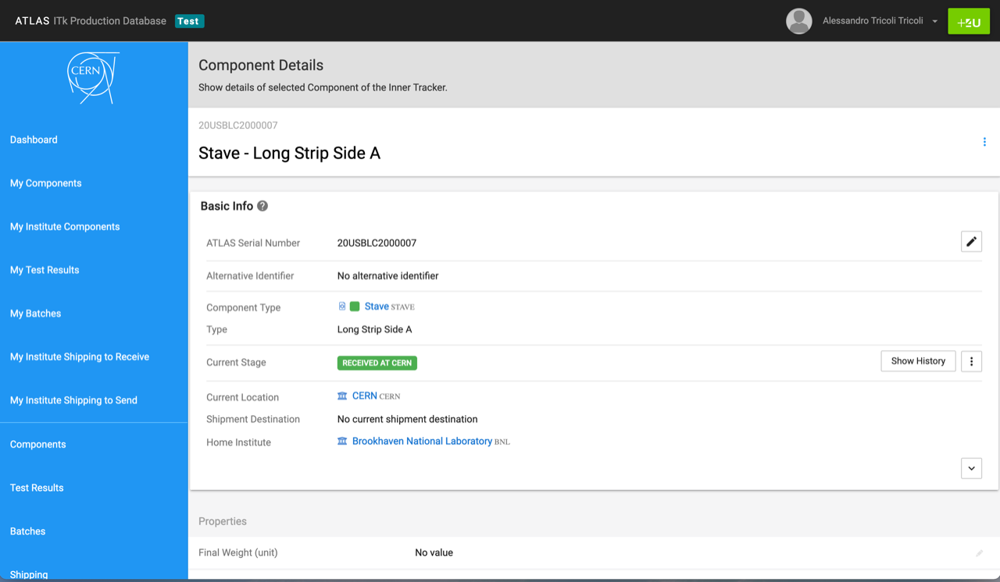 ATLAS ITk Production Database Test
Alessandro Tricoli Tricoli
CERN
Dashboard
My Components
My Institute Components
My Test Results
My Batches
My Institute Shipping to Receive
My Institute Shipping to Send
Components
Test Results
Batches
Shipping
Component Details
Show details of selected Component of the Inner Tracker.
20USBLC2000007
Stave - Long Strip Side A
Basic Info ?
ATLAS Serial Number 20USBLC2000007
Alternative Identifier No alternative identifier
Component Type Stave STAVE
Type Long Strip Side A
Current Stage RECEIVED AT CERN Show History
Current Location CERN CERN
Shipment Destination No current shipment destination
Home Institute Brookhaven National Laboratory BNL
Properties
Final Weight (unit) No value